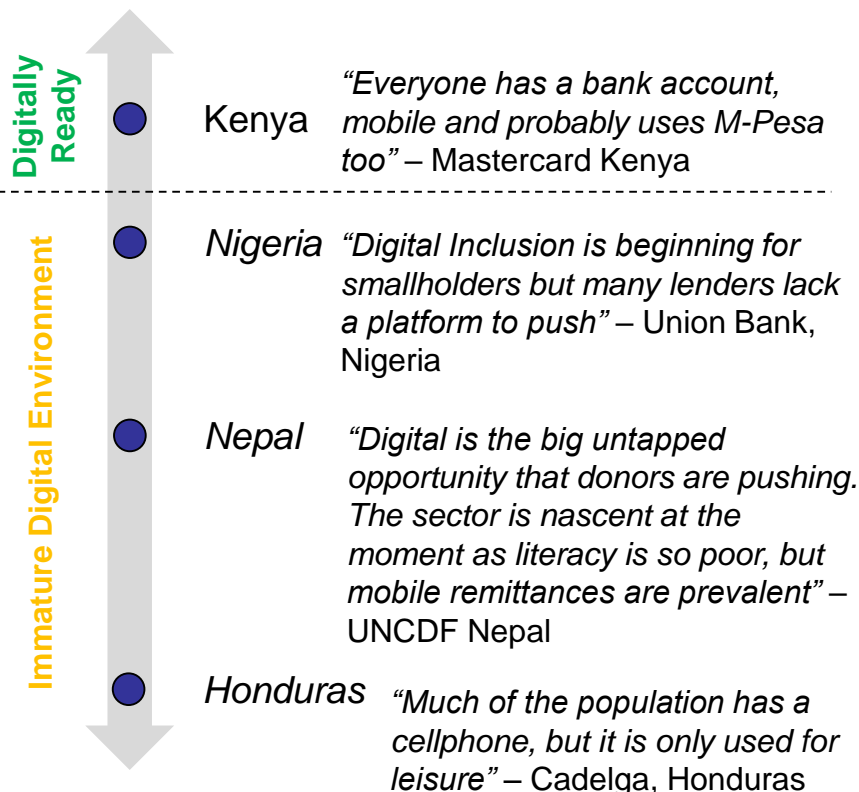 Digitally
Ready
Kenya
“Everyone has a bank account,
mobile and probably uses M-Pesa
too” – Mastercard Kenya
Immature Digital Environment
Nigeria
“Digital Inclusion is beginning for
smallholders but many lenders lack
a platform to push” – Union Bank,
Nigeria
Nepal
“Digital is the big untapped
opportunity that donors are pushing.
The sector is nascent at the
moment as literacy is so poor, but
mobile remittances are prevalent” –
UNCDF Nepal
Honduras
“Much of the population has a
cellphone, but it is only used for
leisure” – Cadelga, Honduras